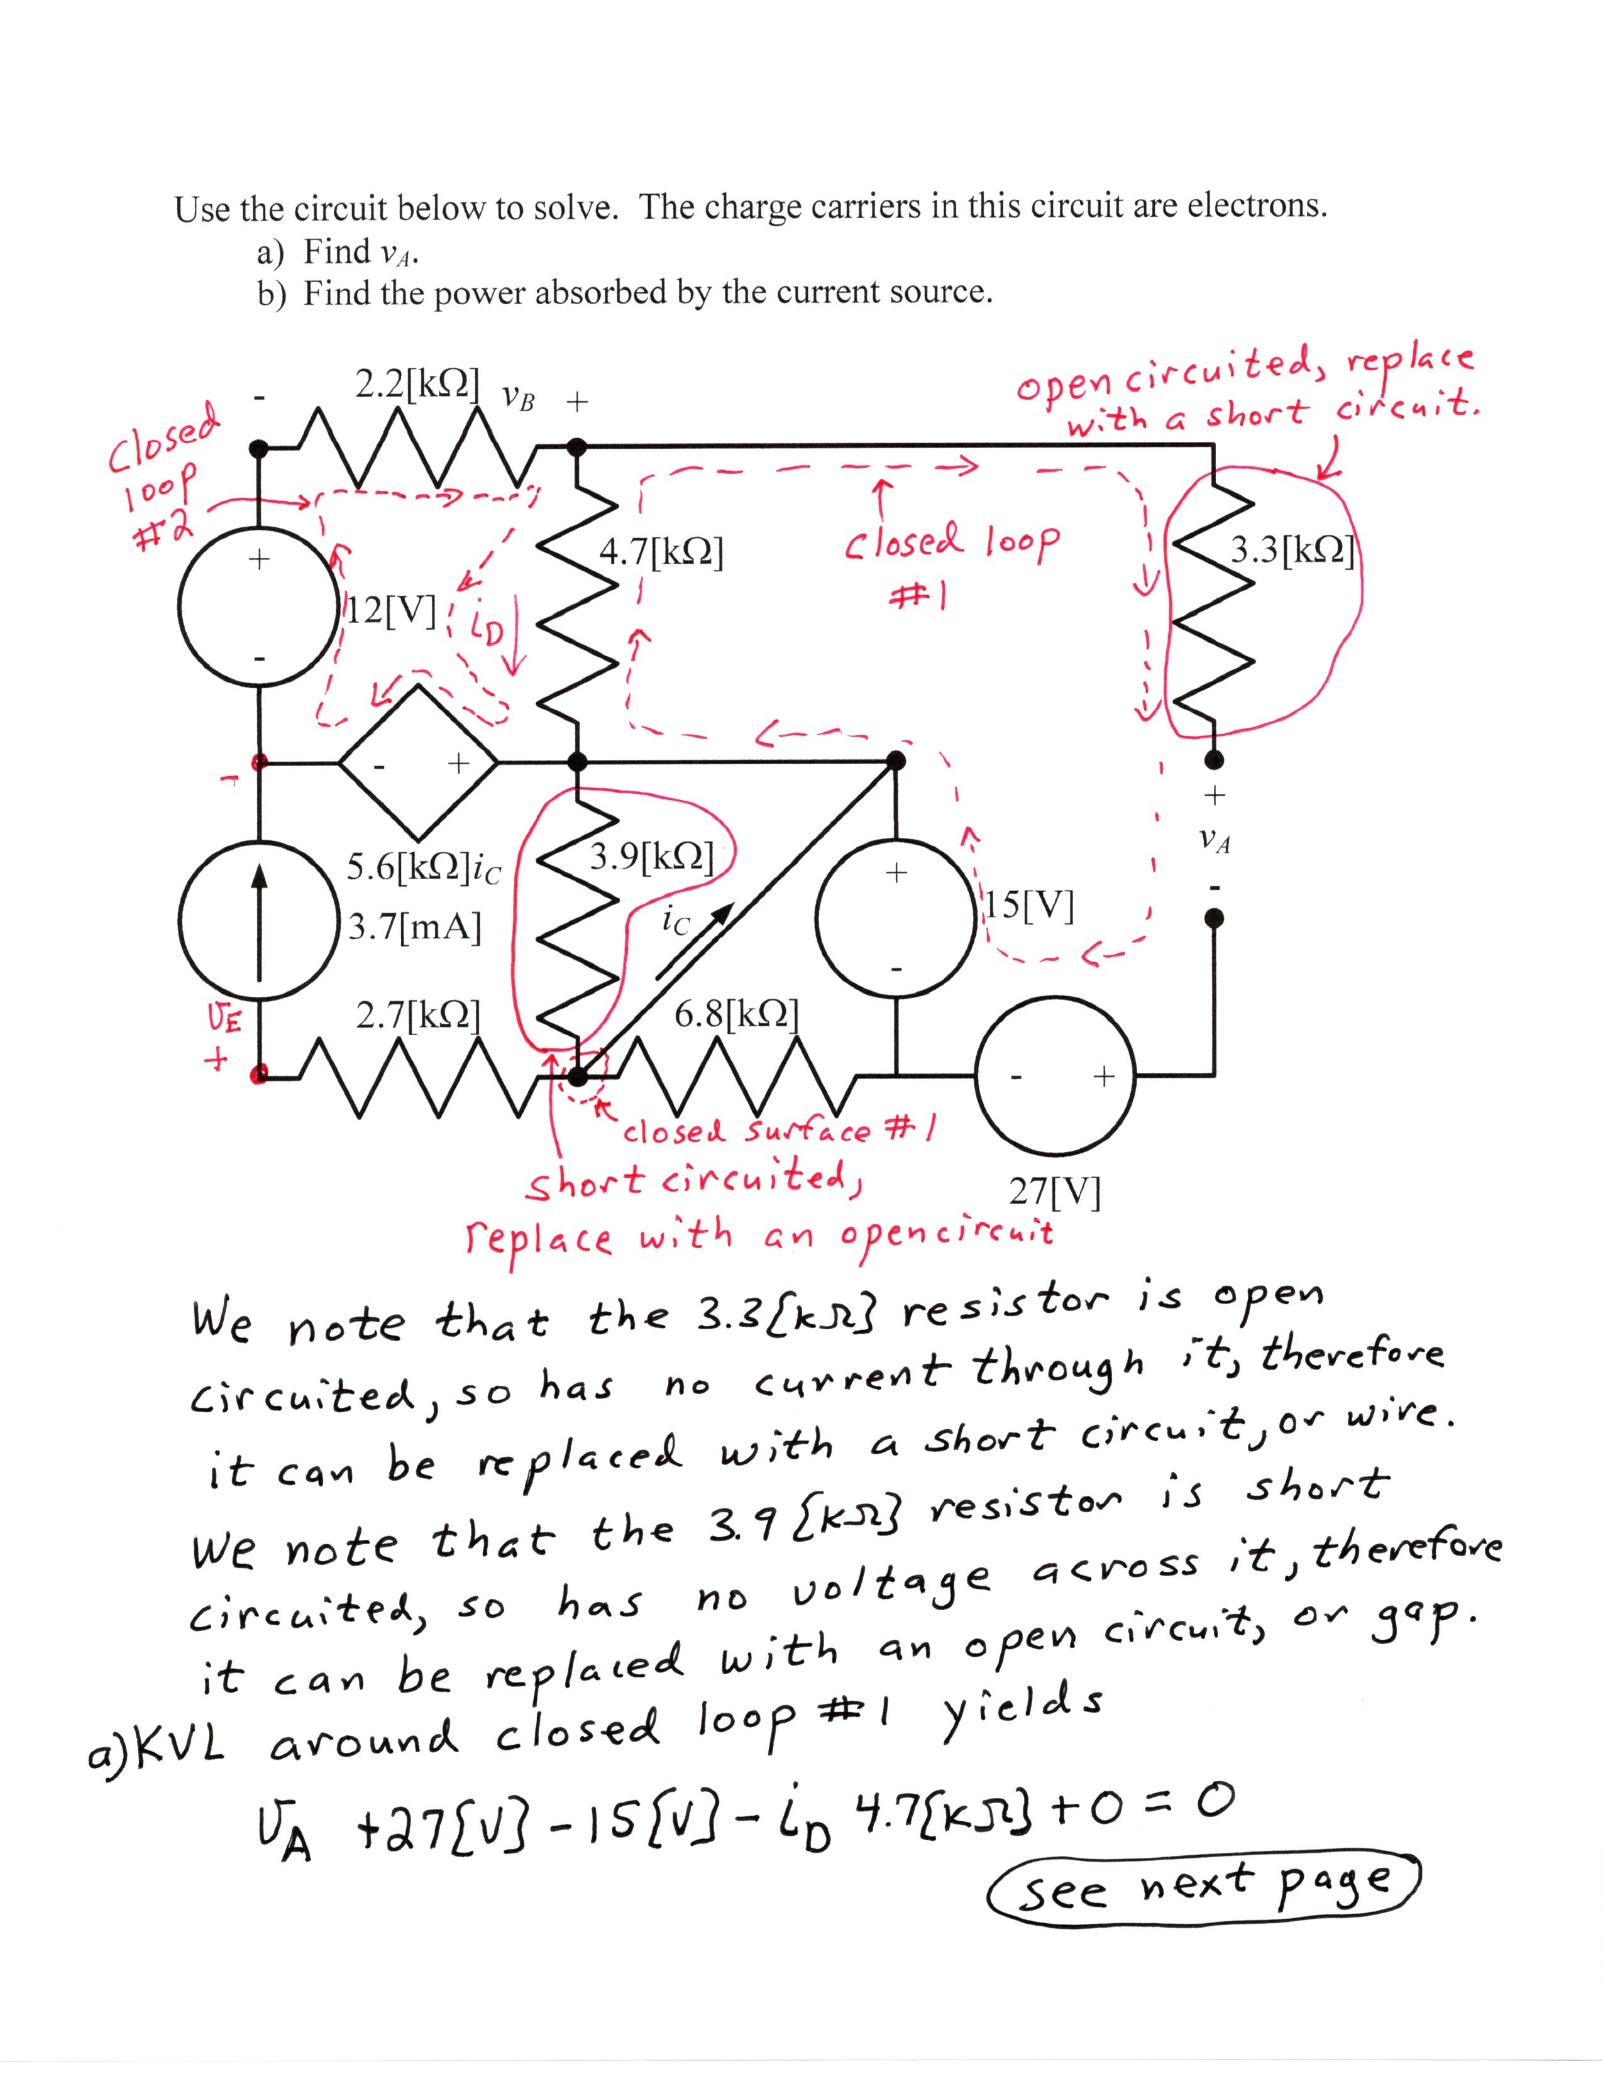 Use the circuit below to solve. The charge carriers in this circuit are electrons.
a) Find vA.
b) Find the power absorbed by the current source.
open circuited, replace
with a short circuit.
2.2[kΩ]
vB
-
+
closed
loop
#2
+
12[V]
-
iD
4.7[kΩ]
closed loop
#1
3.3[kΩ]
-
-
+
5.6[kΩ]iC
3.9[kΩ]
+
vA
-
3.7[mA]
iC
+
15[V]
-
vE
+
2.7[kΩ]
6.8[kΩ]
-
+
27[V]
closed surface #1
short circuited,
replace with an opencircuit
We note that the 3.3[kΩ] resistor is open
circuited, so has no current through it, therefore
it can be replaced with a short circuit, or wire.
We note that the 3.9[kΩ] resistor is short
circuited, so has no voltage across it, therefore
it can be replaced with an open circuit, or gap.
a) KVL around closed loop #1 yields
vA +27[V] -15[V] - iD 4.7[kΩ] +0 = 0
see next page